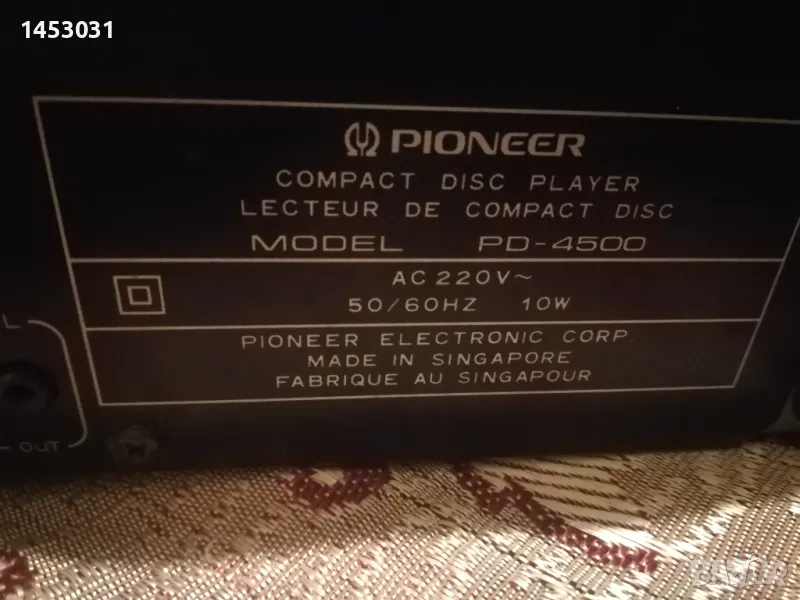 1453031
PIONEER
COMPACT DISC PLAYER
LECTEUR DE COMPACT DISC
MODEL PD-4500
AC 220V~
50/60HZ 10W
PIONEER ELECTRONIC CORP.
MADE IN SINGAPORE
FABRIQUE AU SINGAPOUR
L
OUT